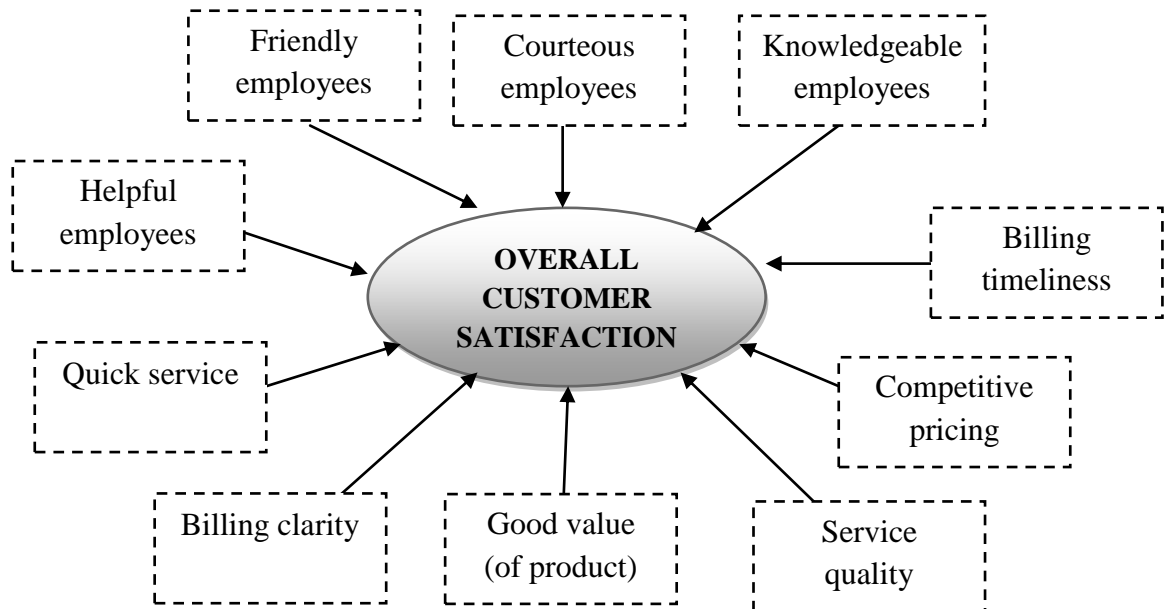 Friendly
employees
Courteous
employees
Knowledgeable
employees
Helpful
employees
OVERALL
CUSTOMER
SATISFACTION
Billing
timeliness
Quick service
Competitive
pricing
Billing clarity
Good value
(of product)
Service
quality